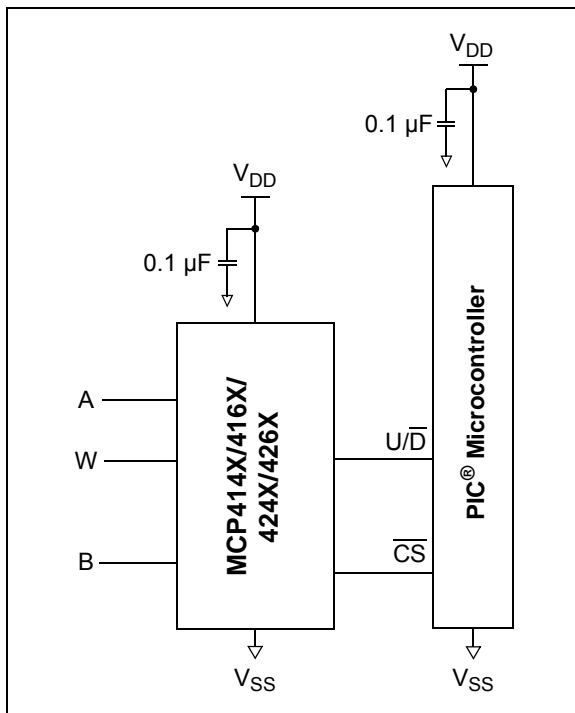 V_DD
0.1 µF
V_DD
0.1 µF
A
W
B
MCP414X/416X/
424X/426X
U/D̅
C̅S̅
PIC® Microcontroller
V_SS
V_SS